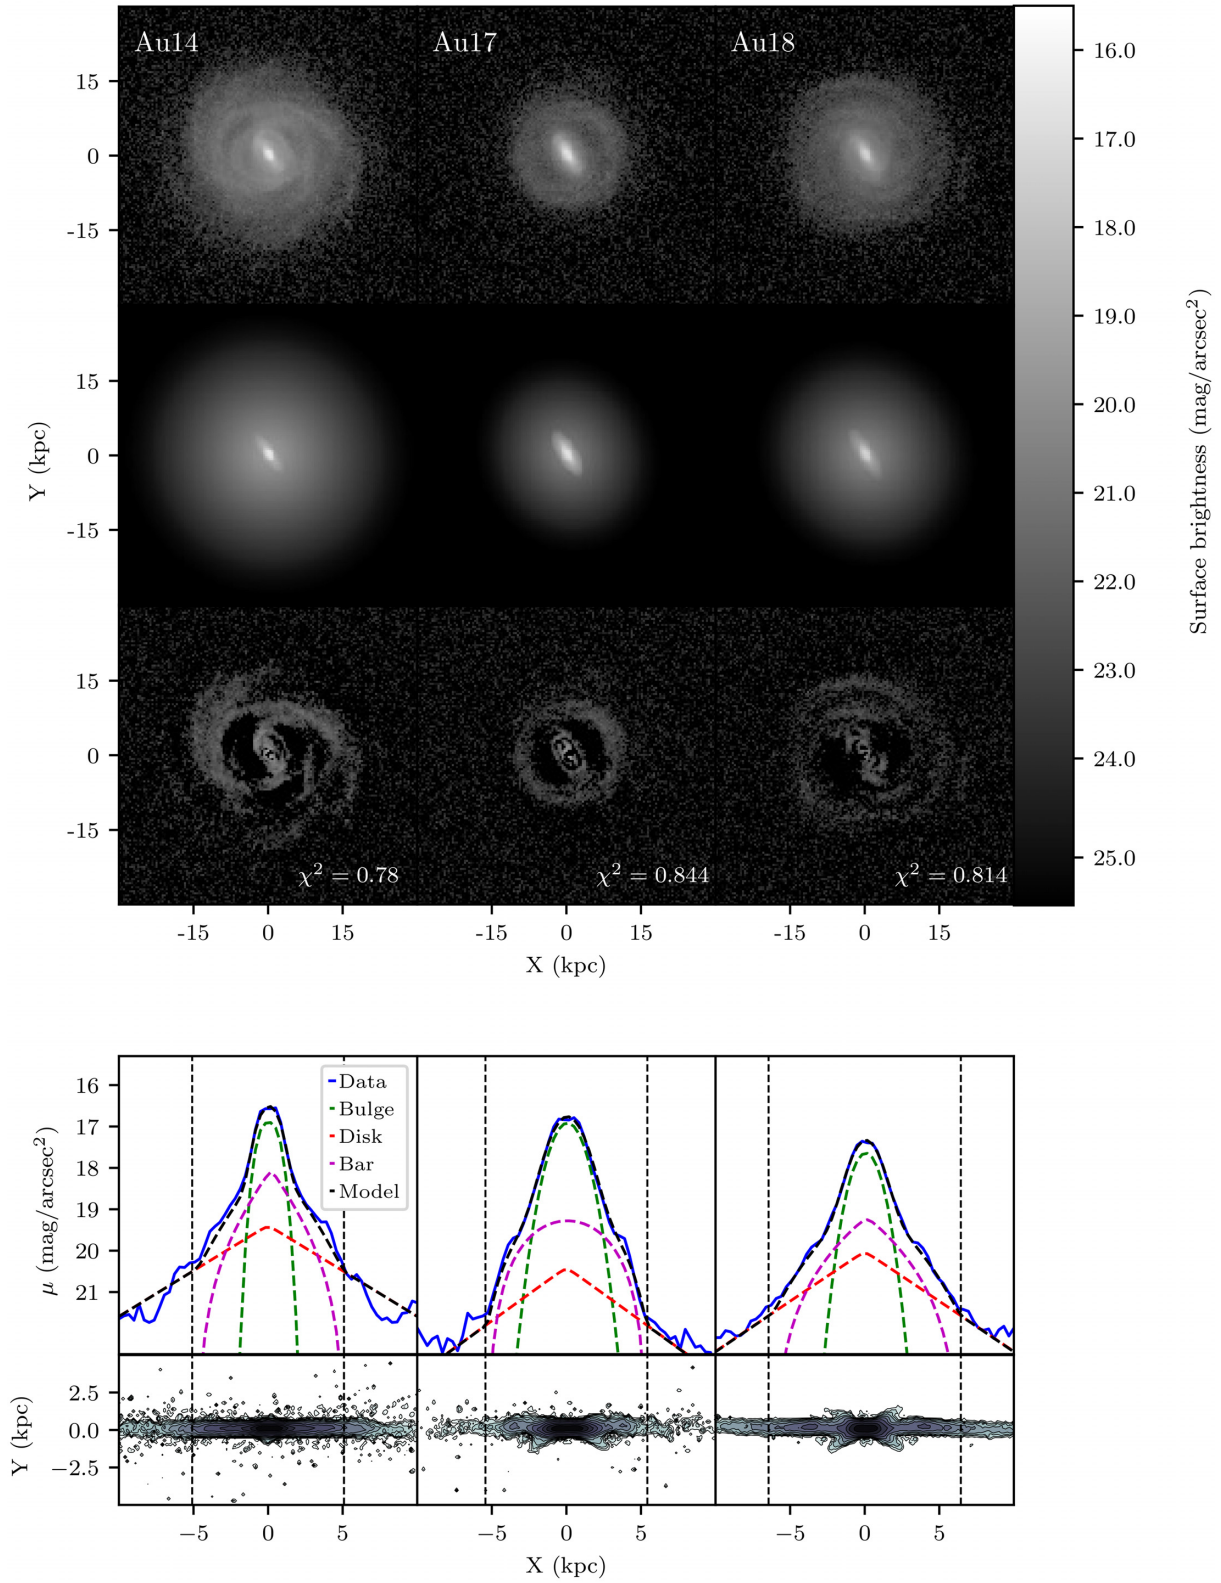 Au14 Au17 Au18
15
0
-15
15
0
-15
15
0
-15
Y (kpc)
χ² = 0.78 χ² = 0.844 χ² = 0.814
-15 0 15 -15 0 15 -15 0 15
X (kpc)
16.0
17.0
18.0
19.0
20.0
21.0
22.0
23.0
24.0
25.0
Surface brightness (mag/arcsec²)
16
17
18
19
20
21
μ (mag/arcsec²)
Data
Bulge
Disk
Bar
Model
2.5
0.0
−2.5
Y (kpc)
−5 0 5 −5 0 5 −5 0 5
X (kpc)